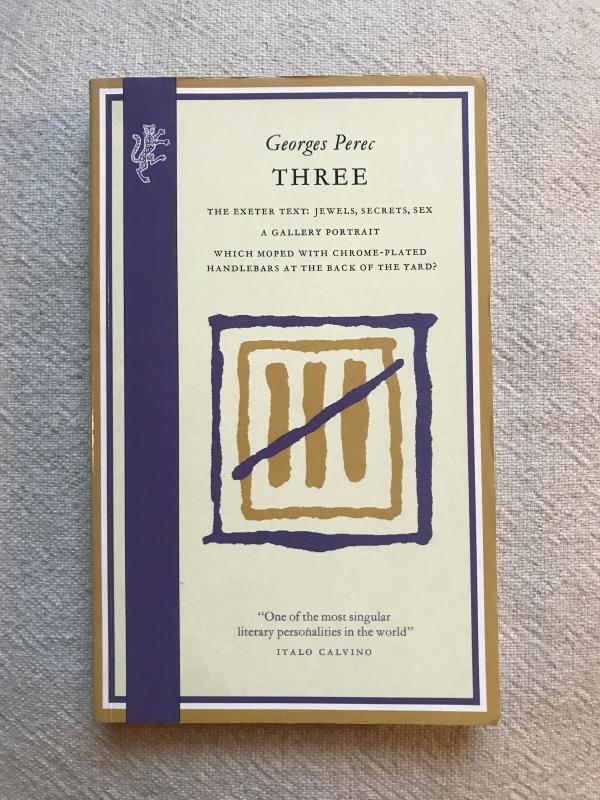 Georges Perec
THREE
THE EXETER TEXT: JEWELS, SECRETS, SEX
A GALLERY PORTRAIT
WHICH MOPED WITH CHROME-PLATED
HANDLEBARS AT THE BACK OF THE YARD?
“One of the most singular
literary personalities in the world”
ITALO CALVINO